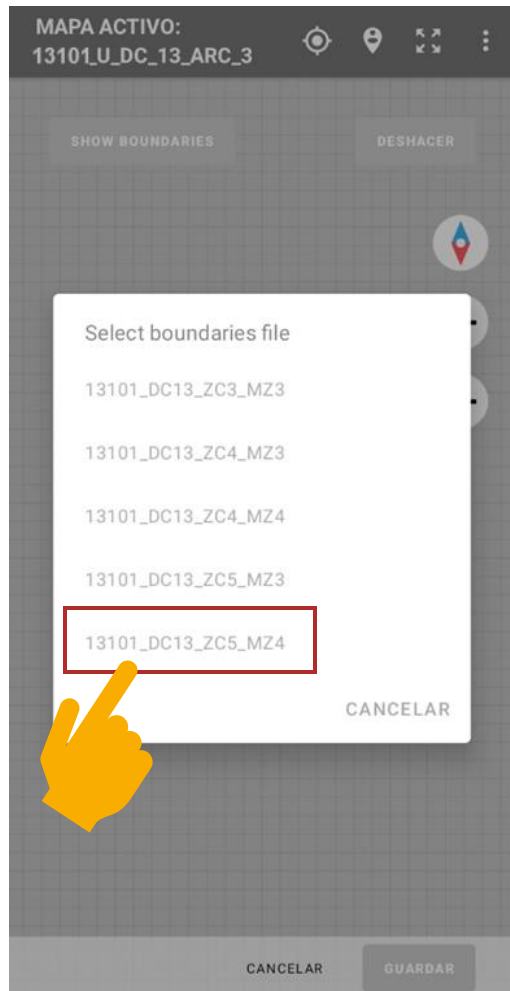 MAPA ACTIVO:
13101_U_DC_13_ARC_3
SHOW BOUNDARIES
DESHACER
Select boundaries file
13101_DC13_ZC3_MZ3
13101_DC13_ZC4_MZ3
13101_DC13_ZC4_MZ4
13101_DC13_ZC5_MZ3
13101_DC13_ZC5_MZ4
CANCELAR
CANCELAR
GUARDAR